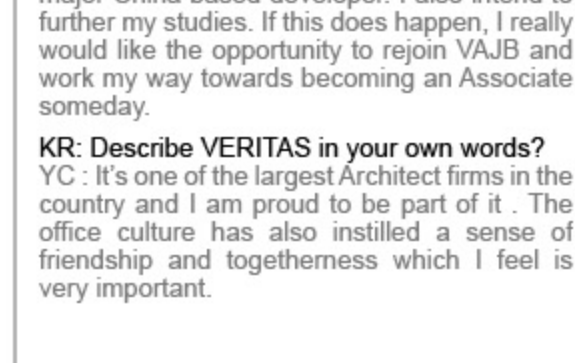 major China based developer. I also intend to
further my studies. If this does happen, I really
would like the opportunity to rejoin VAJB and
work my way towards becoming an Associate
someday.
KR: Describe VERITAS in your own words?
YC : It’s one of the largest Architect firms in the
country and I am proud to be part of it . The
office culture has also instilled a sense of
friendship and togetherness which I feel is
very important.